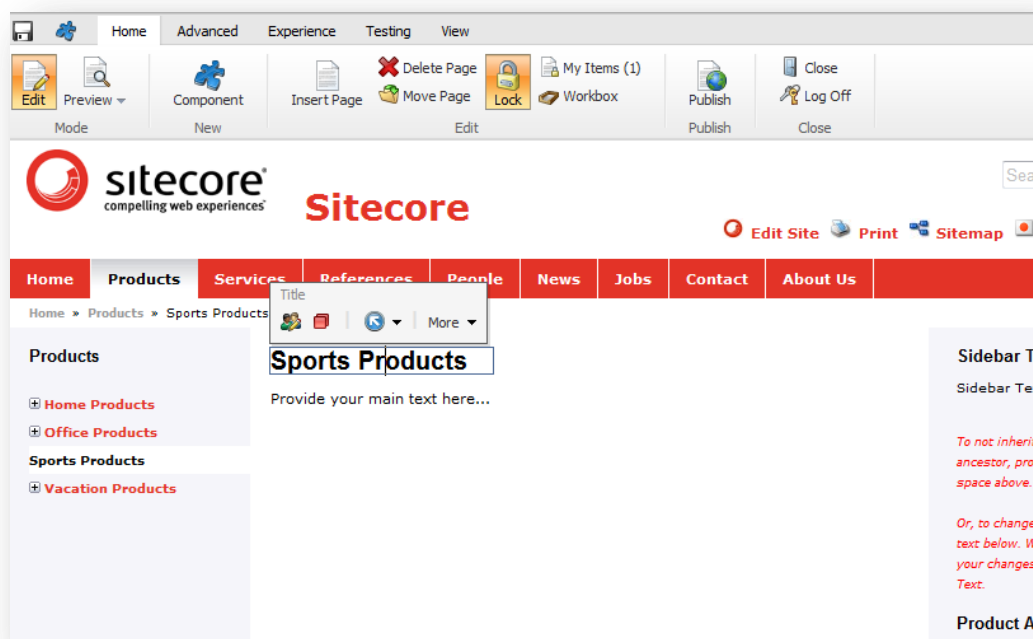 Home Advanced Experience Testing View
Edit Preview Component Insert Page Delete Page Move Page Lock My Items (1) Workbox Publish Close Log Off
Mode New Edit Publish Close
sitecore
compelling web experiences
Sitecore
Edit Site Print Sitemap
Home Products Services References People News Jobs Contact About Us
Home » Products » Sports Products
Title
More
Products
Home Products
Office Products
Sports Products
Vacation Products
Sports Products
Provide your main text here...
Sidebar
Sidebar
To not
ancestor,
space above.
Or, to change
text below.
your changes
Text.
Product